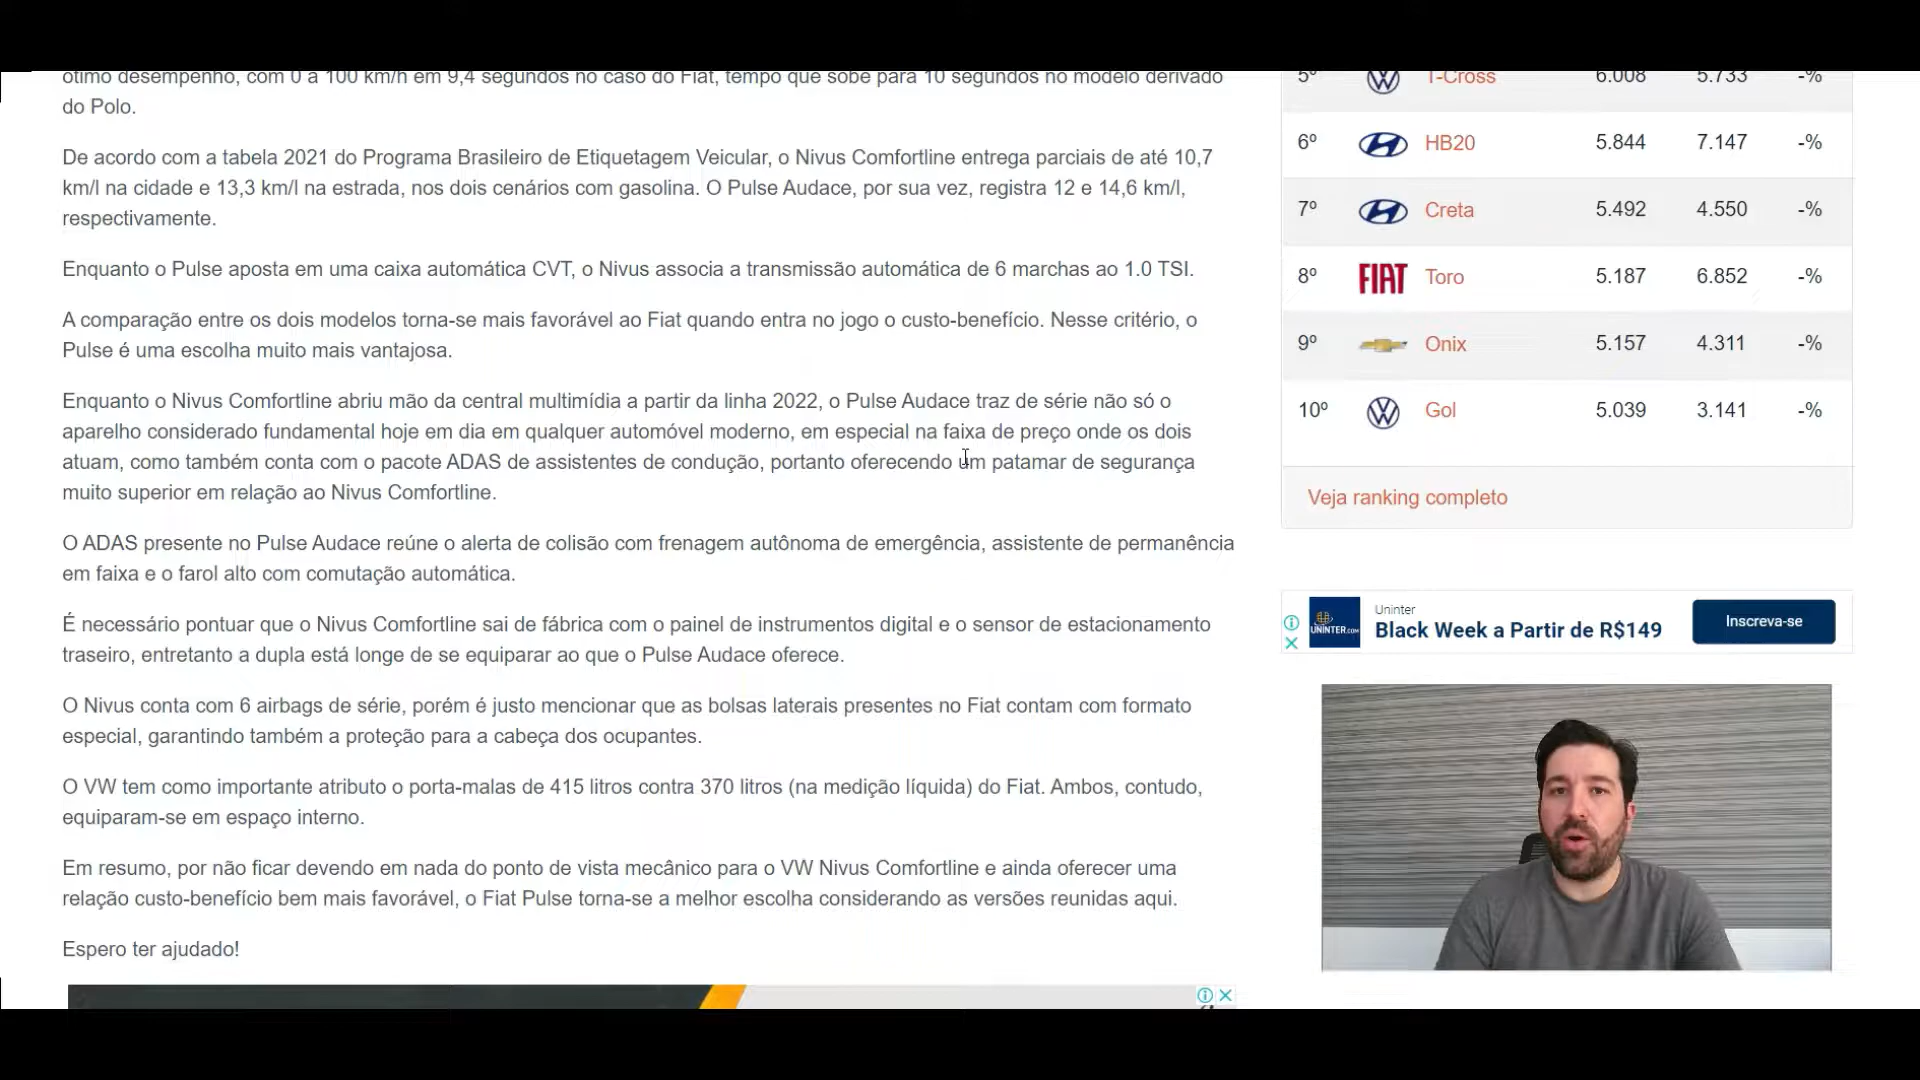 ótimo desempenho, com 0 a 100 km/h em 9,4 segundos no caso do Fiat, tempo que sobe para 10 segundos no modelo derivado
do Polo.
De acordo com a tabela 2021 do Programa Brasileiro de Etiquetagem Veicular, o Nivus Comfortline entrega parciais de até 10,7
km/l na cidade e 13,3 km/l na estrada, nos dois cenários com gasolina. O Pulse Audace, por sua vez, registra 12 e 14,6 km/l,
respectivamente.
Enquanto o Pulse aposta em uma caixa automática CVT, o Nivus associa a transmissão automática de 6 marchas ao 1.0 TSI.
A comparação entre os dois modelos torna-se mais favorável ao Fiat quando entra no jogo o custo-benefício. Nesse critério, o
Pulse é uma escolha muito mais vantajosa.
Enquanto o Nivus Comfortline abriu mão da central multimídia a partir da linha 2022, o Pulse Audace traz de série não só o
aparelho considerado fundamental hoje em dia em qualquer automóvel moderno, em especial na faixa de preço onde os dois
atuam, como também conta com o pacote ADAS de assistentes de condução, portanto oferecendo um patamar de segurança
muito superior em relação ao Nivus Comfortline.
O ADAS presente no Pulse Audace reúne o alerta de colisão com frenagem autônoma de emergência, assistente de permanência
em faixa e o farol alto com comutação automática.
É necessário pontuar que o Nivus Comfortline sai de fábrica com o painel de instrumentos digital e o sensor de estacionamento
traseiro, entretanto a dupla está longe de se equiparar ao que o Pulse Audace oferece.
O Nivus conta com 6 airbags de série, porém é justo mencionar que as bolsas laterais presentes no Fiat contam com formato
especial, garantindo também a proteção para a cabeça dos ocupantes.
O VW tem como importante atributo o porta-malas de 415 litros contra 370 litros (na medição líquida) do Fiat. Ambos, contudo,
equiparam-se em espaço interno.
Em resumo, por não ficar devendo em nada do ponto de vista mecânico para o VW Nivus Comfortline e ainda oferecer uma
relação custo-benefício bem mais favorável, o Fiat Pulse torna-se a melhor escolha considerando as versões reunidas aqui.
Espero ter ajudado!
5º T-Cross 6.008 5.733 -%
6º HB20 5.844 7.147 -%
7º Creta 5.492 4.550 -%
8º FIAT Toro 5.187 6.852 -%
9º Onix 5.157 4.311 -%
10º Gol 5.039 3.141 -%
Veja ranking completo
UNINTER.COM
Uninter
Black Week a Partir de R$149
Inscreva-se